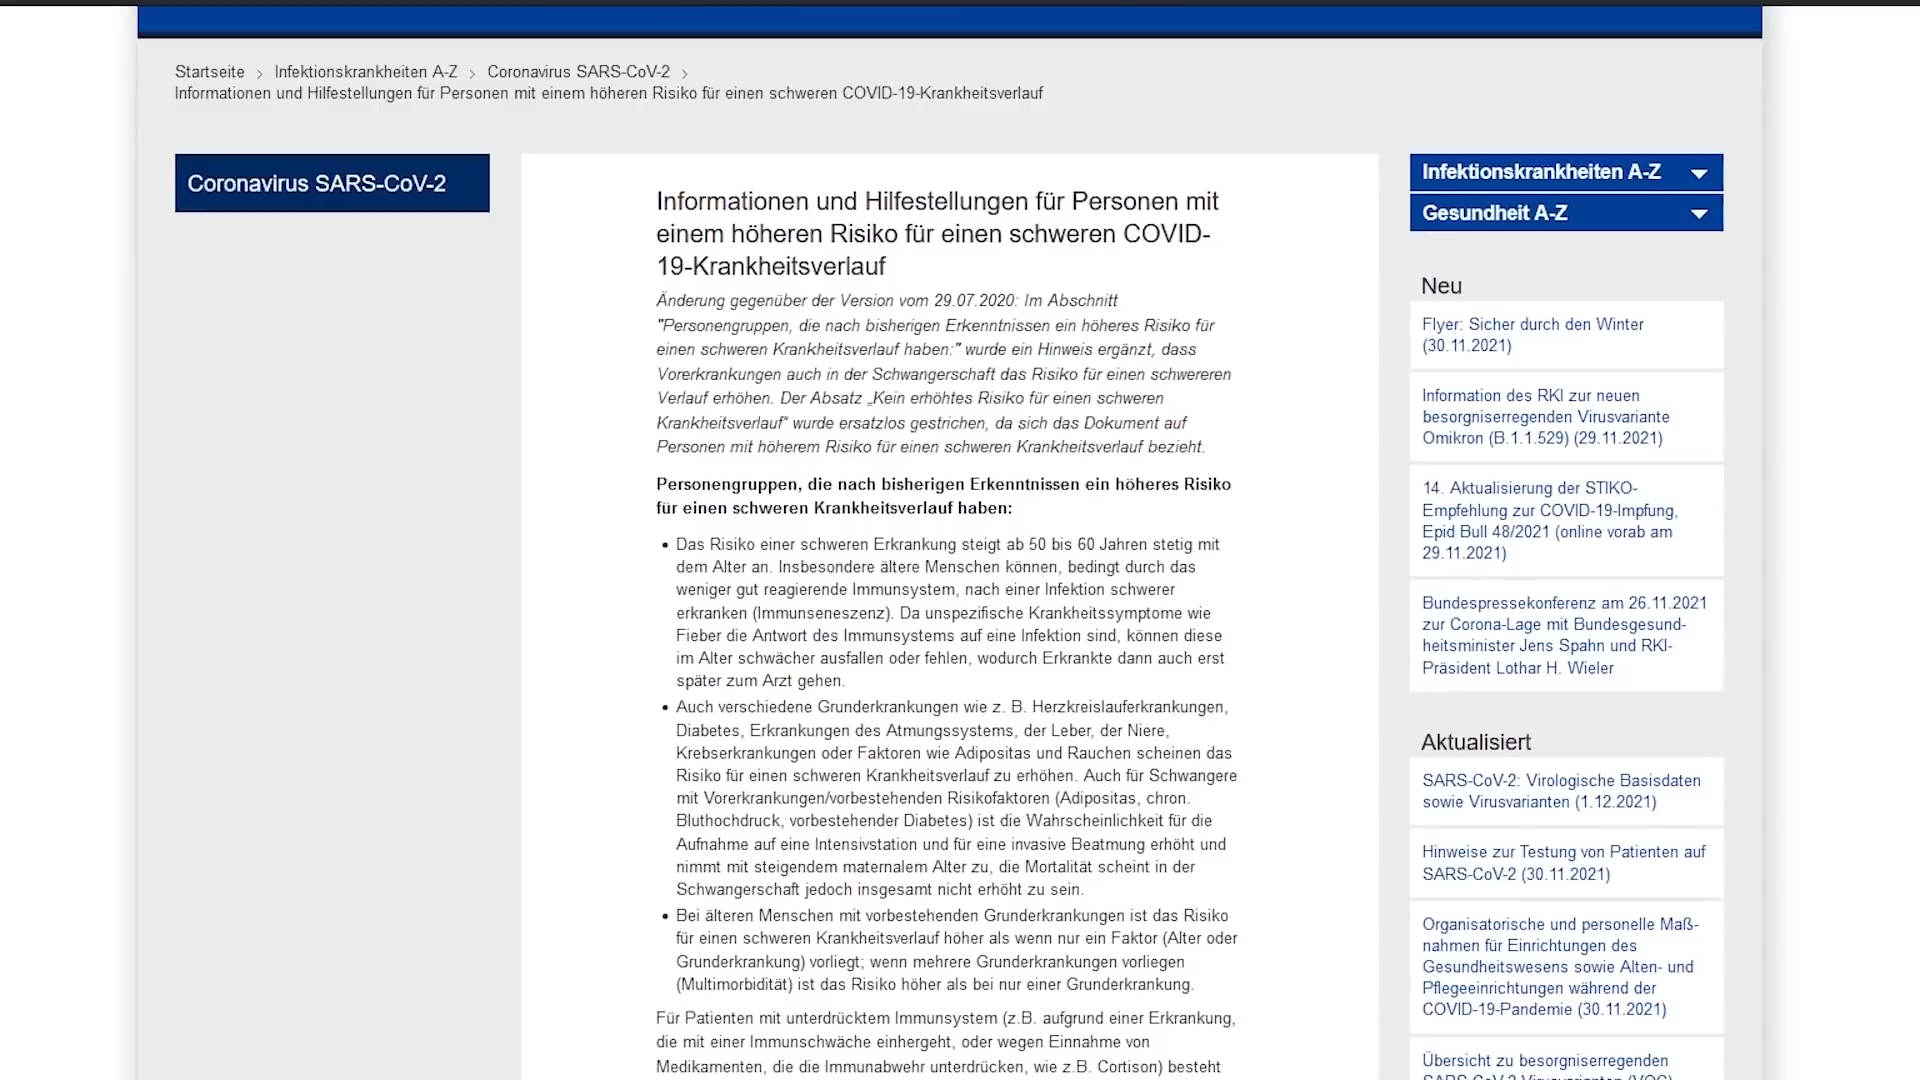 Startseite > Infektionskrankheiten A-Z > Coronavirus SARS-CoV-2 >
Informationen und Hilfestellungen für Personen mit einem höheren Risiko für einen schweren COVID-19-Krankheitsverlauf
Coronavirus SARS-CoV-2
Informationen und Hilfestellungen für Personen mit
einem höheren Risiko für einen schweren COVID-
19-Krankheitsverlauf
Änderung gegenüber der Version vom 29.07.2020: Im Abschnitt
"Personengruppen, die nach bisherigen Erkenntnissen ein höheres Risiko für
einen schweren Krankheitsverlauf haben:" wurde ein Hinweis ergänzt, dass
Vorerkrankungen auch in der Schwangerschaft das Risiko für einen schwereren
Verlauf erhöhen. Der Absatz „Kein erhöhtes Risiko für einen schweren
Krankheitsverlauf“ wurde ersatzlos gestrichen, da sich das Dokument auf
Personen mit höherem Risiko für einen schweren Krankheitsverlauf bezieht.
Personengruppen, die nach bisherigen Erkenntnissen ein höheres Risiko
für einen schweren Krankheitsverlauf haben:
• Das Risiko einer schweren Erkrankung steigt ab 50 bis 60 Jahren stetig mit
dem Alter an. Insbesondere ältere Menschen können, bedingt durch das
weniger gut reagierende Immunsystem, nach einer Infektion schwerer
erkranken (Immunseneszenz). Da unspezifische Krankheitssymptome wie
Fieber die Antwort des Immunsystems auf eine Infektion sind, können diese
im Alter schwächer ausfallen oder fehlen, wodurch Erkrankte dann auch erst
später zum Arzt gehen.
• Auch verschiedene Grunderkrankungen wie z. B. Herzkreislauferkrankungen,
Diabetes, Erkrankungen des Atmungssystems, der Leber, der Niere,
Krebserkrankungen oder Faktoren wie Adipositas und Rauchen scheinen das
Risiko für einen schweren Krankheitsverlauf zu erhöhen. Auch für Schwangere
mit Vorerkrankungen/vorbestehenden Risikofaktoren (Adipositas, chron.
Bluthochdruck, vorbestehender Diabetes) ist die Wahrscheinlichkeit für die
Aufnahme auf eine Intensivstation und für eine invasive Beatmung erhöht und
nimmt mit steigendem maternalem Alter zu, die Mortalität scheint in der
Schwangerschaft jedoch insgesamt nicht erhöht zu sein.
• Bei älteren Menschen mit vorbestehenden Grunderkrankungen ist das Risiko
für einen schweren Krankheitsverlauf höher als wenn nur ein Faktor (Alter oder
Grunderkrankung) vorliegt; wenn mehrere Grunderkrankungen vorliegen
(Multimorbidität) ist das Risiko höher als bei nur einer Grunderkrankung.
Für Patienten mit unterdrücktem Immunsystem (z.B. aufgrund einer Erkrankung,
die mit einer Immunschwäche einhergeht, oder wegen Einnahme von
Medikamenten, die die Immunabwehr unterdrücken, wie z.B. Cortison) besteht
Infektionskrankheiten A-Z
Gesundheit A-Z
Neu
Flyer: Sicher durch den Winter
(30.11.2021)
Information des RKI zur neuen
besorgniserregenden Virusvariante
Omikron (B.1.1.529) (29.11.2021)
14. Aktualisierung der STIKO-
Empfehlung zur COVID-19-Impfung,
Epid Bull 48/2021 (online vorab am
29.11.2021)
Bundespressekonferenz am 26.11.2021
zur Corona-Lage mit Bundesgesund-
heitsminister Jens Spahn und RKI-
Präsident Lothar H. Wieler
Aktualisiert
SARS-CoV-2: Virologische Basisdaten
sowie Virusvarianten (1.12.2021)
Hinweise zur Testung von Patienten auf
SARS-CoV-2 (30.11.2021)
Organisatorische und personelle Maß-
nahmen für Einrichtungen des
Gesundheitswesens sowie Alten- und
Pflegeeinrichtungen während der
COVID-19-Pandemie (30.11.2021)
Übersicht zu besorgniserregenden
SARS-CoV-2 Virusvarianten (VOC)